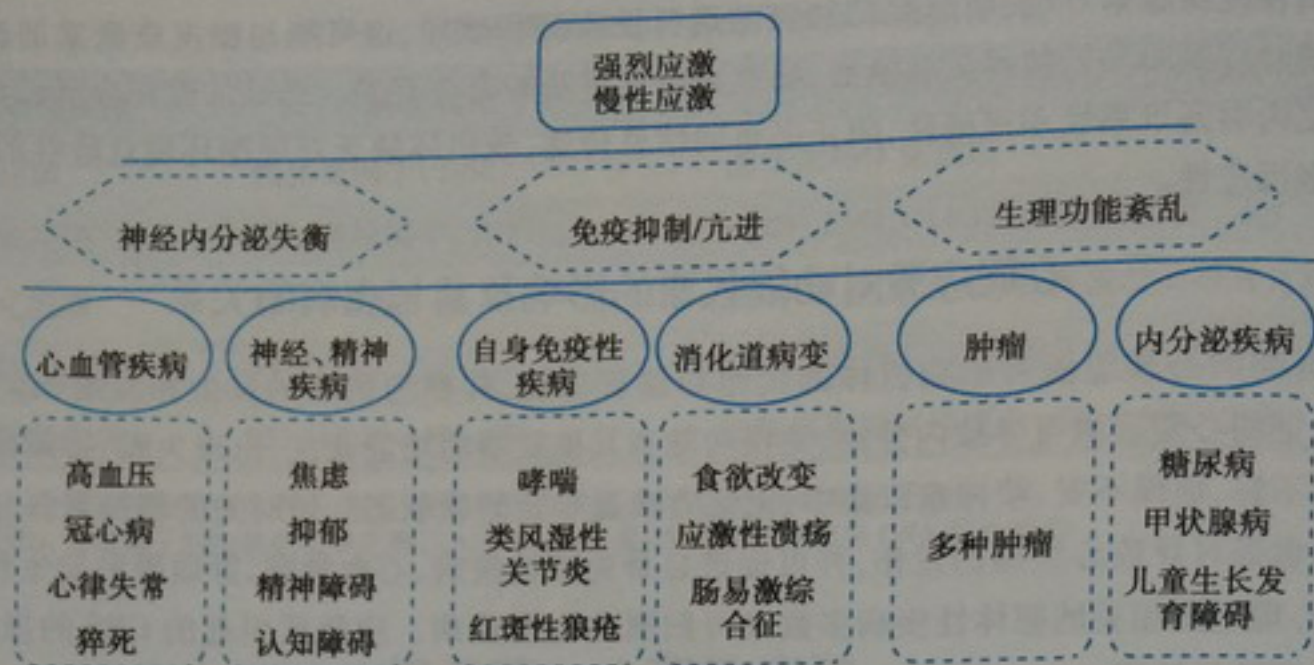 强烈应激
慢性应激
神经内分泌失衡
免疫抑制/亢进
生理功能紊乱
心血管疾病
神经、精神
疾病
自身免疫性
疾病
消化道病变
肿瘤
内分泌疾病
高血压
冠心病
心律失常
猝死
焦虑
抑郁
精神障碍
认知障碍
哮喘
类风湿性
关节炎
红斑性狼疮
食欲改变
应激性溃疡
肠易激综
合征
多种肿瘤
糖尿病
甲状腺病
儿童生长发
育障碍